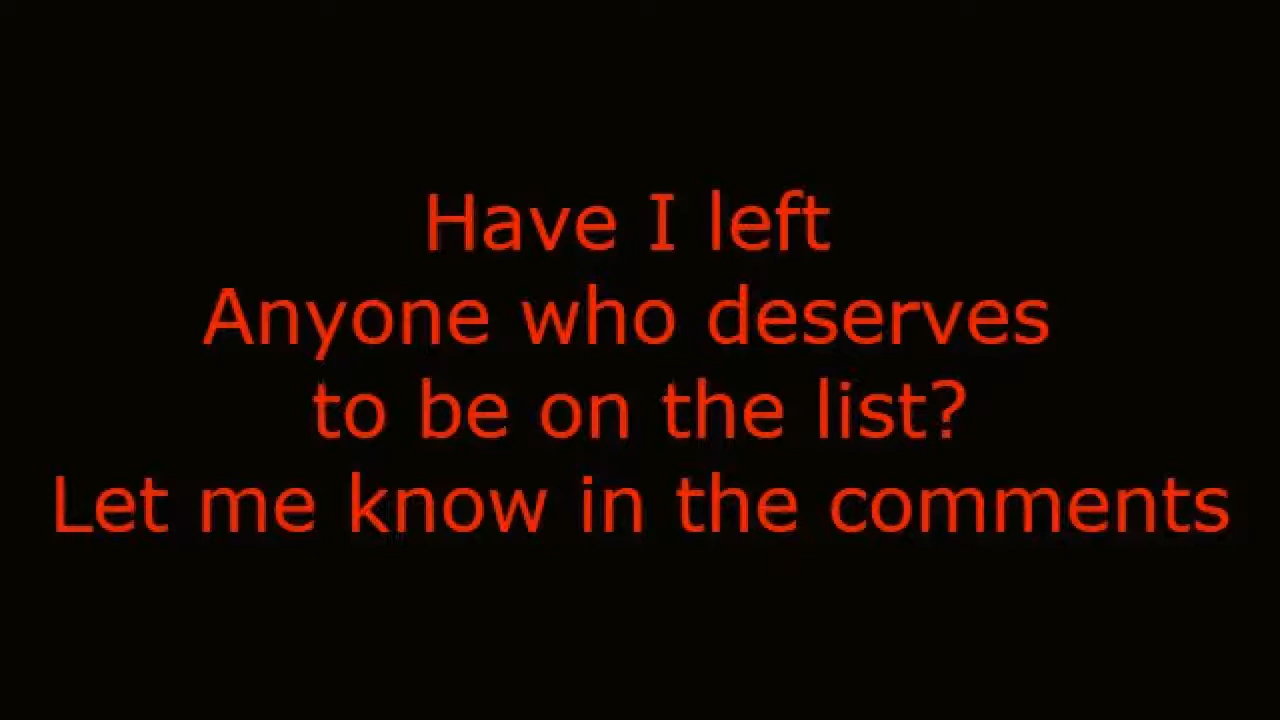 Have I left
Anyone who deserves
to be on the list?
Let me know in the comments